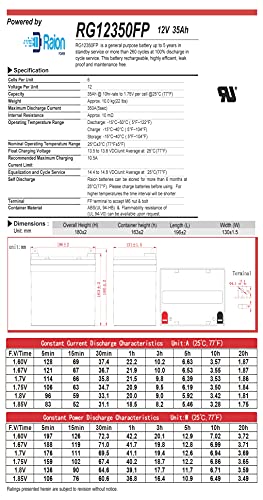 Powered by
RG12350FP 12V 35Ah
Raion
POWER
RG12350FP is a general purpose battery up to 5 years in
standby service or more than 260 cycles at 100% discharge in
cycle service. This battery rechargeable, highly efficient, leak
proof and maintenance free
Specification
Cells Per Unit 6
Voltage Per Unit 12
Capacity 35Ah @ 10hr-rate to 1.75V per cell @25°C (77°F)
Weight Approx. 10.0 kg(22 lbs)
Maximum Discharge Current 350A(5sec)
Internal Resistance Approx. 10 mΩ
Operating Temperature Range Discharge -15°C~50°C (5°F~122°F)
Charge -15°C~40°C (5°F~104°F)
Storage -15°C~40°C (5°F~104°F)
Nominal Operating Temperature Range 25°C±3°C (77°F±5°F)
Float Charging Voltage 13.5 to 13.8 VDC/unit Average at 25°C(77°F)
Recommended Maximum Charging 10.5A
Current Limit
Equalization and Cycle Service 14.4 to 14.8 VDC/unit Average at 25°C(77°F)
Self Discharge Raion Batteries can be stored for more than 6 months
at 25°C(77°F). Please charge batteries before using. For
higher temperatures the time interval will be shorter.
Terminal FP-terminal to accept M6 nut & bolt
Container Material ABS(UL 94-HB) & Flammability resistance of
(UL 94-V0) can be available upon request.
Dimensions :
Unit: mm
Overall Height (H) Container height (H) Length (L) Width (W)
180±2 163±2 196±2 130±1.5
unit: mm
Terminal
Constant Current Discharge Characteristics Unit:A (25°C,77°F)
F.V/Time 5min 15min 30min 1h 3h 5h 10h 20h
1.60V 128 69 37.4 22.2 10.2 6.63 3.57 1.87
1.67V 121 67 36.7 21.9 10.0 6.53 3.55 1.87
1.7V 114 66 35.8 21.5 9.95 6.39 3.53 1.86
1.75V 106 63 34.7 20.9 9.5 6.19 3.50 1.84
1.8V 96 59 33.1 20.0 9.0 5.92 3.42 1.81
1.85V 83 52 31.1 18.5 8.2 5.46 3.28 1.75
Constant Power Discharge Characteristics Unit:W (25°C,77°F)
F.V/Time 5min 15min 30min 1h 3h 5h 10h 20h
1.60V 197 126 72.3 42.2 20.1 12.9 7.02 3.72
1.67V 188 119 71.0 41.7 19.8 12.8 6.99 3.71
1.7V 176 111 69.5 41.3 19.4 12.6 6.95 3.69
1.75V 159 102 67.4 40.2 18.7 12.2 6.86 3.66
1.8V 136 90 64.6 39.1 17.7 11.7 6.71 3.59
1.85V 106 74 60.6 36.8 16.4 10.9 6.49 3.49
Ratings presented herein are subject to revision without notice.